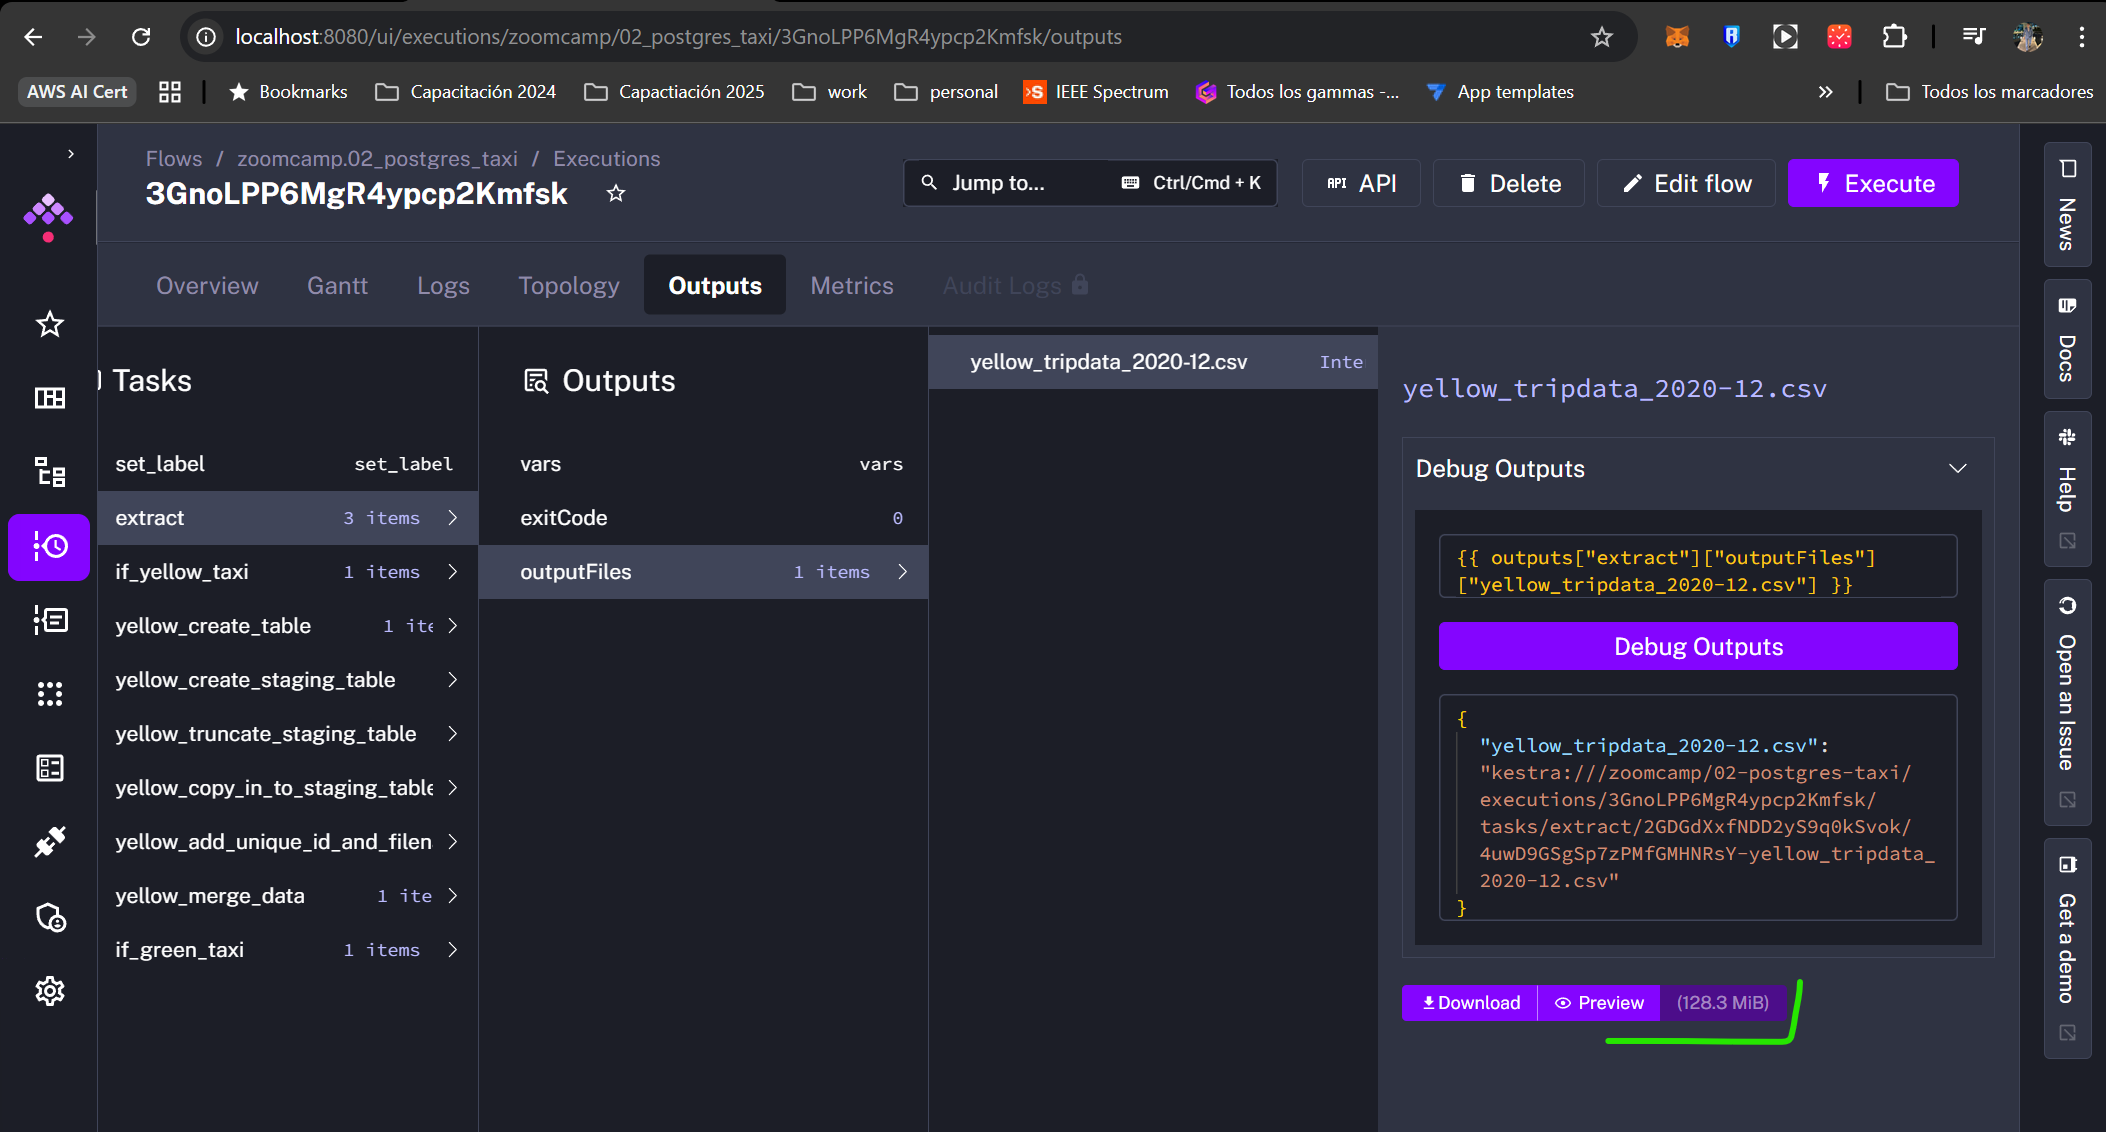 localhost:8080/ui/executions/zoomcamp/02_postgres_taxi/3GnoLPP6MgR4ypcp2Kmfsk/outputs
AWS AI Cert
Bookmarks
Capacitación 2024
Capactiación 2025
work
personal
IEEE Spectrum
Todos los gammas -...
App templates
Todos los marcadores
Flows / zoomcamp.02_postgres_taxi / Executions
3GnoLPP6MgR4ypcp2Kmfsk
Jump to...
Ctrl/Cmd + K
API API
Delete
Edit flow
Execute
Overview
Gantt
Logs
Topology
Outputs
Metrics
Audit Logs
Tasks
set_label set_label
extract 3 items
if_yellow_taxi 1 items
yellow_create_table 1 ite
yellow_create_staging_table
yellow_truncate_staging_table
yellow_copy_in_to_staging_table
yellow_add_unique_id_and_filen
yellow_merge_data 1 ite
if_green_taxi 1 items
Outputs
vars vars
exitCode 0
outputFiles 1 items
yellow_tripdata_2020-12.csv Inte
yellow_tripdata_2020-12.csv
Debug Outputs
{{ outputs["extract"]["outputFiles"]
["yellow_tripdata_2020-12.csv"] }}
Debug Outputs
{
"yellow_tripdata_2020-12.csv":
"kestra:///zoomcamp/02-postgres-taxi/
executions/3GnoLPP6MgR4ypcp2Kmfsk/
tasks/extract/2GDGdXxfNDD2yS9q0kSvok/
4uwD9GSgSp7zPMfGMHNRsY-yellow_tripdata_
2020-12.csv"
}
Download
Preview
(128.3 MiB)
News
Docs
Help
Open an Issue
Get a demo